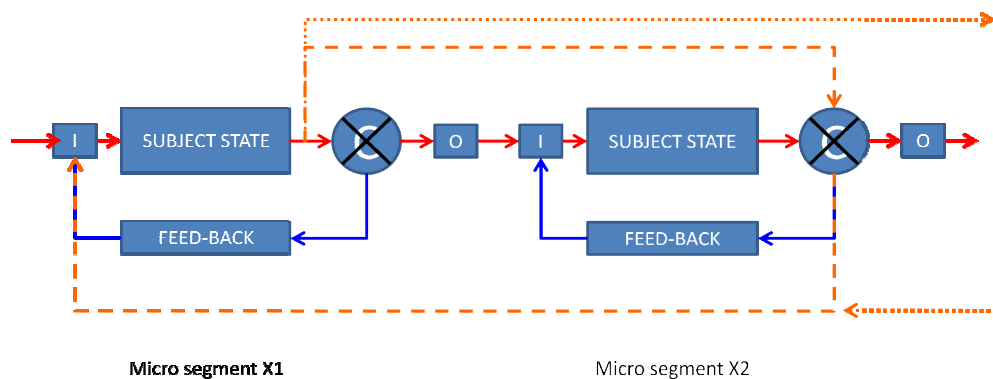 I
SUBJECT STATE
C
O
I
SUBJECT STATE
C
O
FEED-BACK
FEED-BACK
Micro segment X1
Micro segment X2